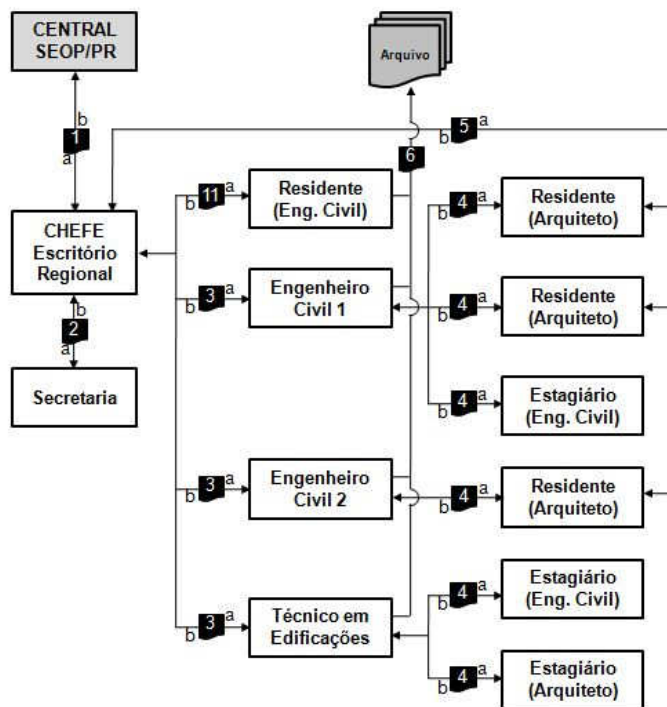 CENTRAL
SEOP/PR
Arquivo
b
1
a
a
5
b
6
b
11
a
Residente
(Eng. Civil)
b
4
a
Residente
(Arquiteto)
CHEFE
Escritório
Regional
b
3
a
Engenheiro
Civil 1
b
4
a
Residente
(Arquiteto)
b
2
a
Secretaria
b
4
a
Estagiário
(Eng. Civil)
b
3
a
Engenheiro
Civil 2
b
4
a
Residente
(Arquiteto)
b
4
a
Estagiário
(Eng. Civil)
b
3
a
Técnico em
Edificações
b
4
a
Estagiário
(Arquiteto)